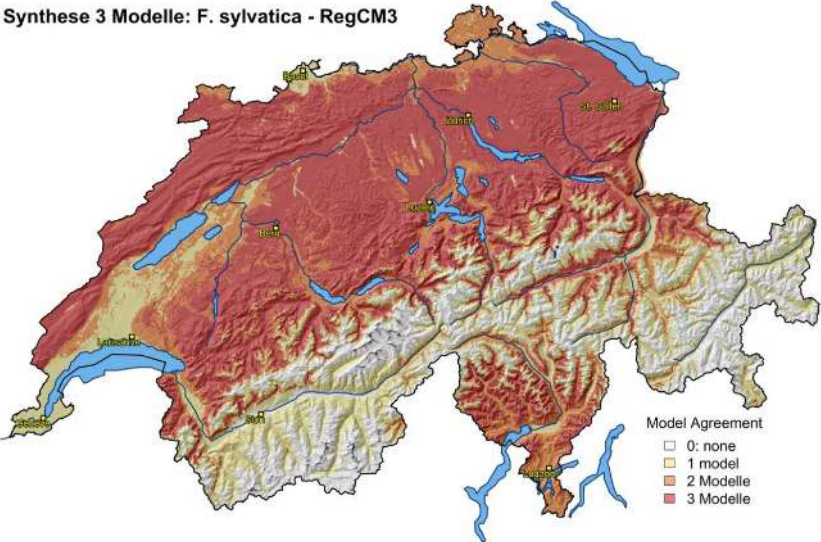 Synthese 3 Modelle: F. sylvatica - RegCM3
Basel
Zürich
St. Gallen
Luzern
Bern
Lausanne
Sion
Lugano
Model Agreement
0: none
1 model
2 Modelle
3 Modelle